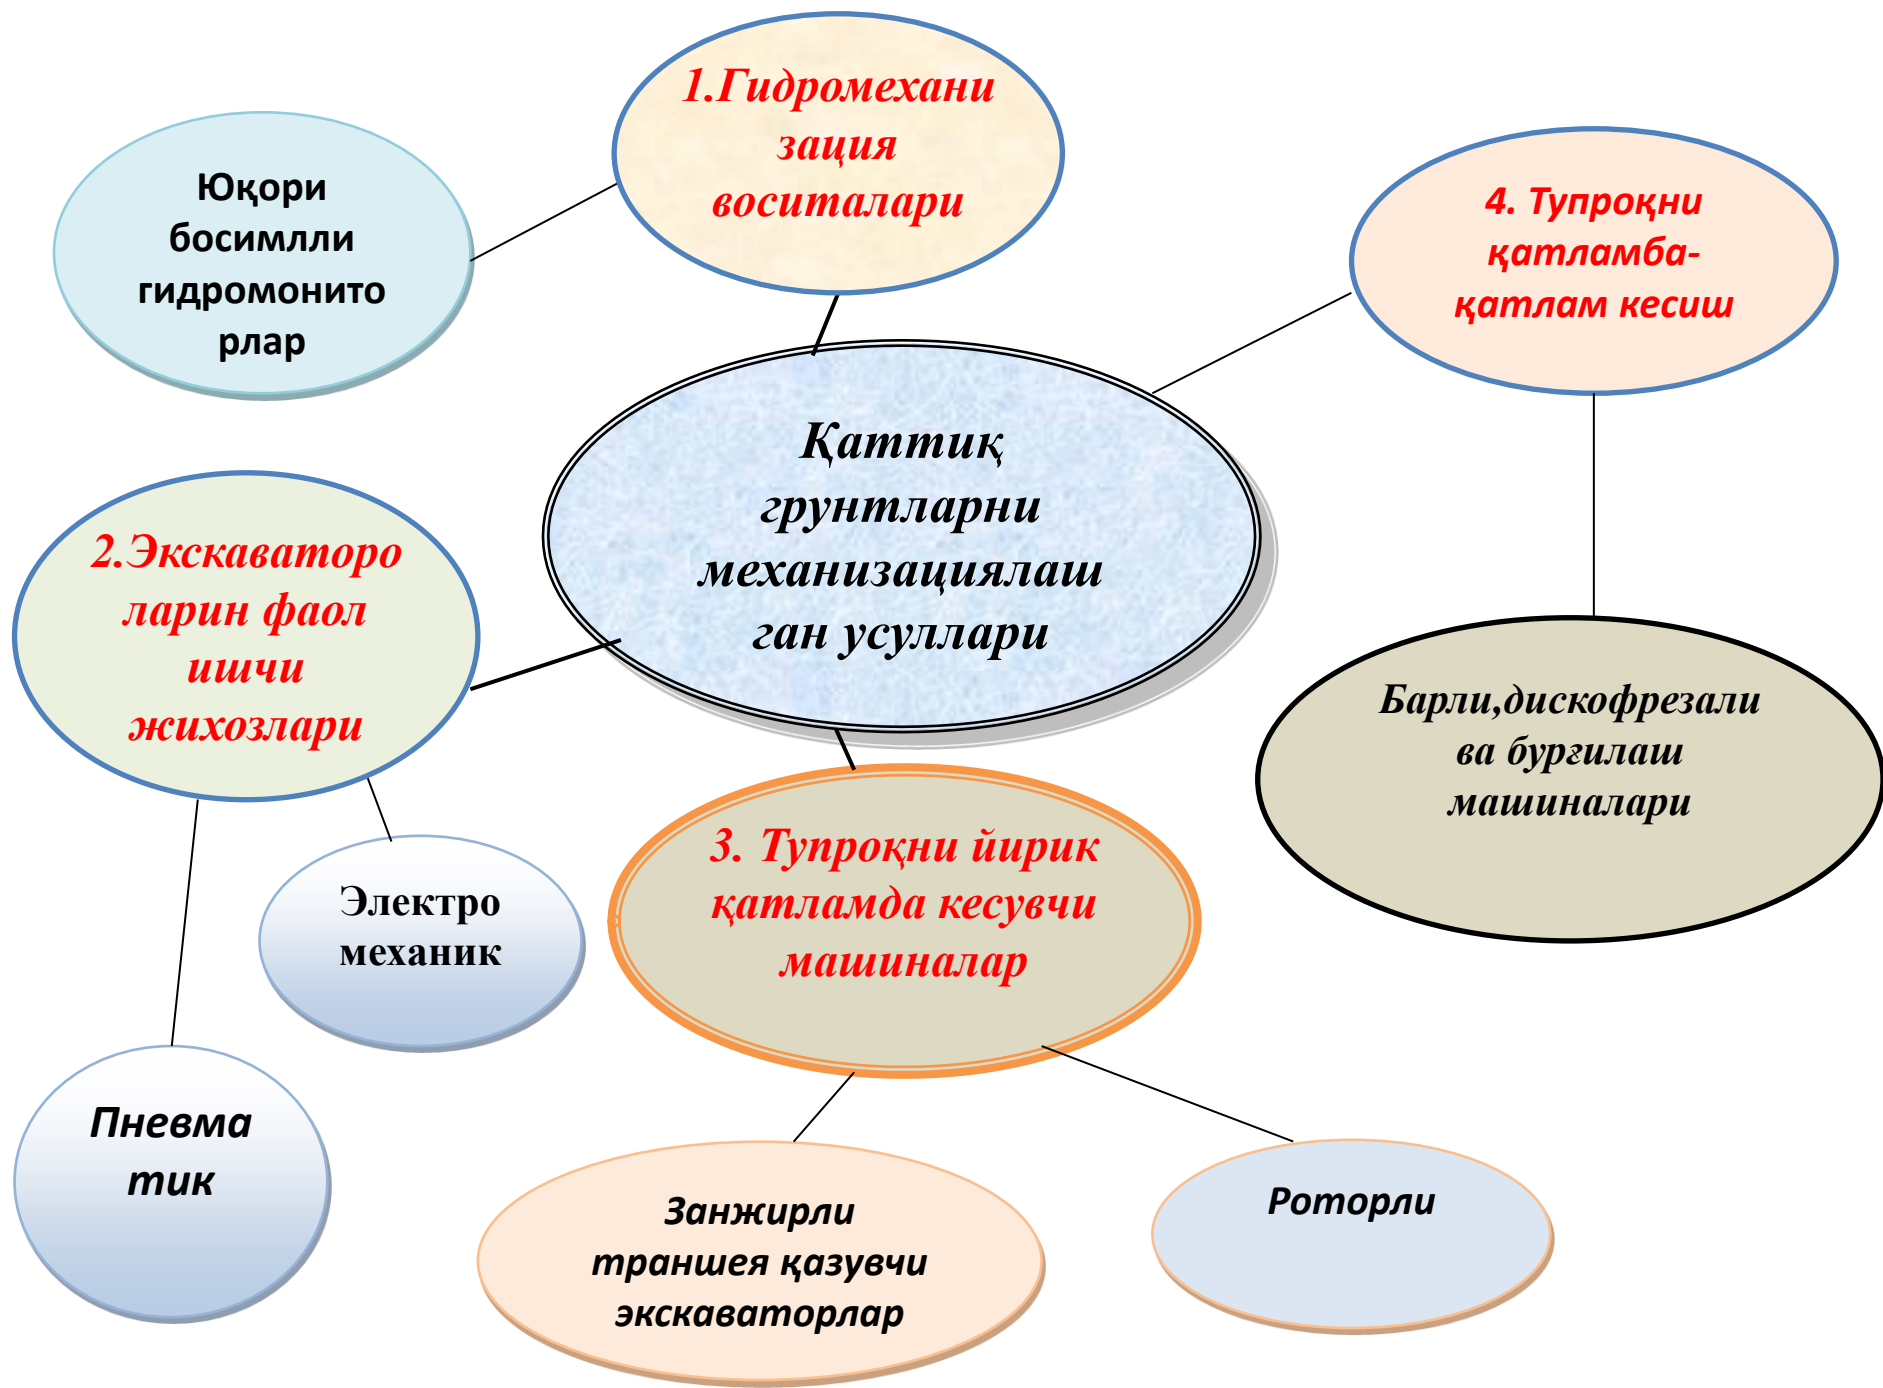 1.Гидромехани
зация
воситалари
Юқори
босимлли
гидромонито
рлар
4. Тупроқни
қатламба-
қатлам кесиш
Қаттиқ
грунтларни
механизациялаш
ган усуллари
2.Экскаваторо
ларин фаол
ишчи
жихозлари
Барли,дискофрезали
ва бурғилаш
машиналари
3. Тупроқни йирик
қатламда кесувчи
машиналар
Электро
механик
Пневма
тик
Занжирли
траншея қазувчи
экскаваторлар
Роторли